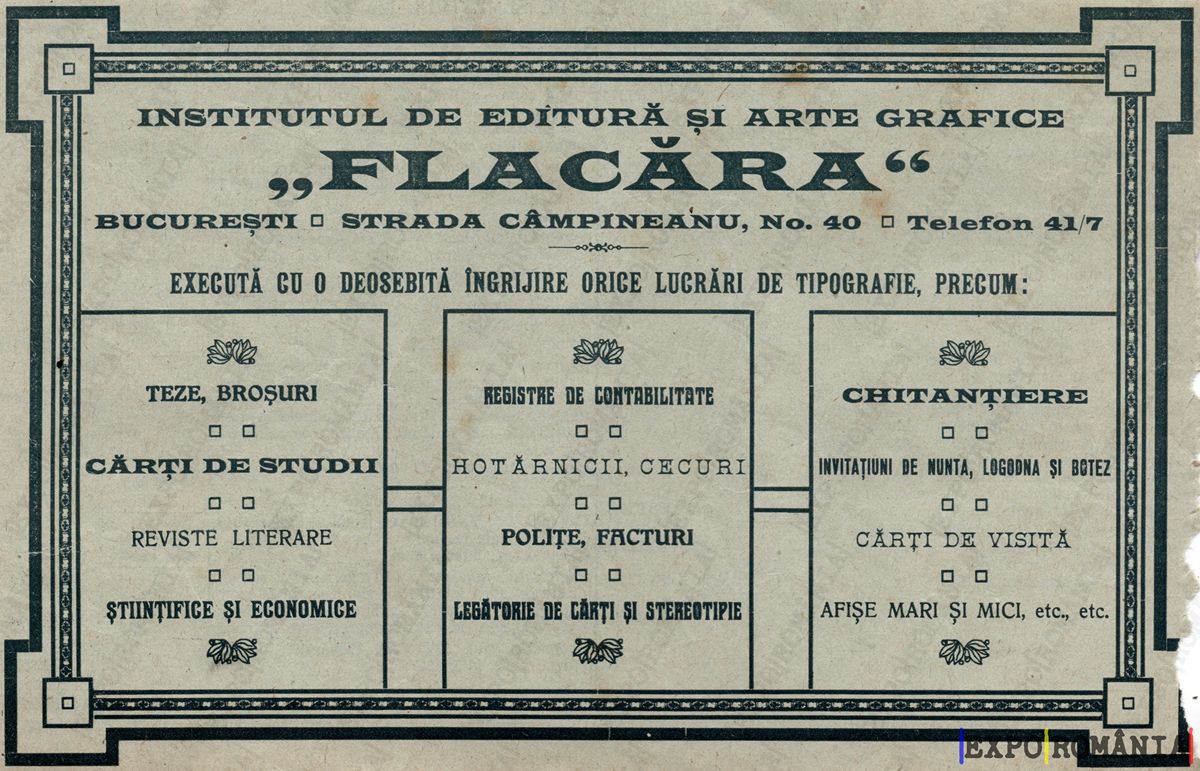 INSTITUTUL DE EDITURĂ ȘI ARTE GRAFICE
„FLACĂRA“
BUCUREȘTI □ STRADA CÂMPINEANU, No. 40 □ Telefon 41/7
EXECUTĂ CU O DEOSEBITĂ ÎNGRIJIRE ORICE LUCRĂRI DE TIPOGRAFIE, PRECUM:
TEZE, BROȘURI
CĂRȚI DE STUDII
REVISTE LITERARE
ȘTIINȚIFICE ȘI ECONOMICE
REGISTRE DE CONTABILITATE
HOTĂRNICII, CECURI
POLIȚE, FACTURI
LEGĂTORIE DE CĂRȚI ȘI STEREOTIPIE
CHITANȚIERE
INVITAȚIUNI DE NUNTA, LOGODNA ȘI BOTEZ
CĂRȚI DE VISITĂ
AFIȘE MARI ȘI MICI, etc., etc.
EXPO ROMÂNIA